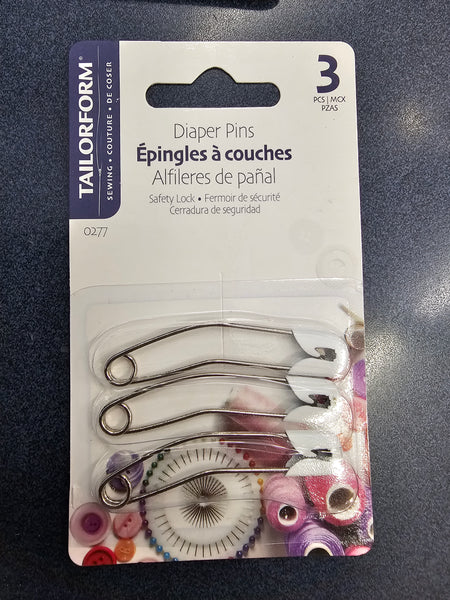 TAILORFORM®
SEWING • COUTURE • DE COSER
3
PCS | MCX
PZAS
Diaper Pins
Épingles à couches
Alfileres de pañal
Safety Lock • Fermoir de sécurité
Cerradura de seguridad
0277